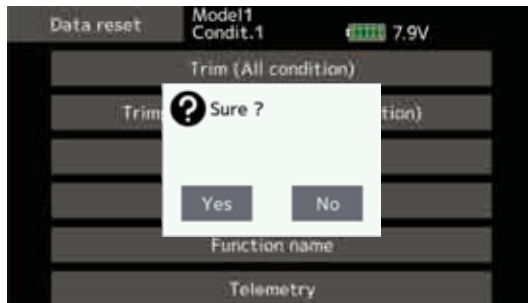 Data reset
Model1
Condit.1
7.9V
Trim (All condition)
Trim
tion)
Sure ?
Yes
No
Function name
Telemetry